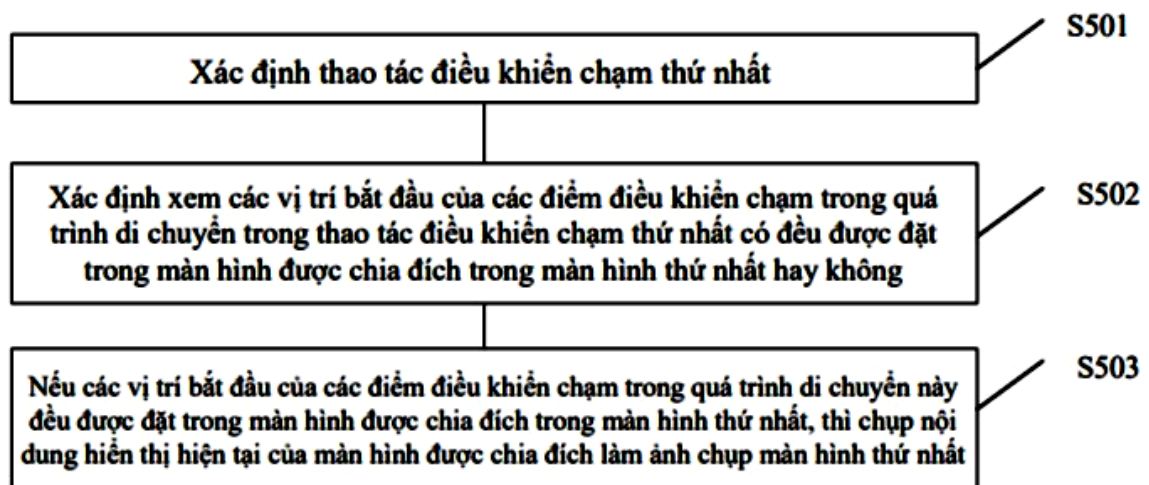 S501
Xác định thao tác điều khiển chạm thứ nhất
S502
Xác định xem các vị trí bắt đầu của các điểm điều khiển chạm trong quá
trình di chuyển trong thao tác điều khiển chạm thứ nhất có đều được đặt
trong màn hình được chia đích trong màn hình thứ nhất hay không
S503
Nếu các vị trí bắt đầu của các điểm điều khiển chạm trong quá trình di chuyển này
đều được đặt trong màn hình được chia đích trong màn hình thứ nhất, thì chụp nội
dung hiển thị hiện tại của màn hình được chia đích làm ảnh chụp màn hình thứ nhất